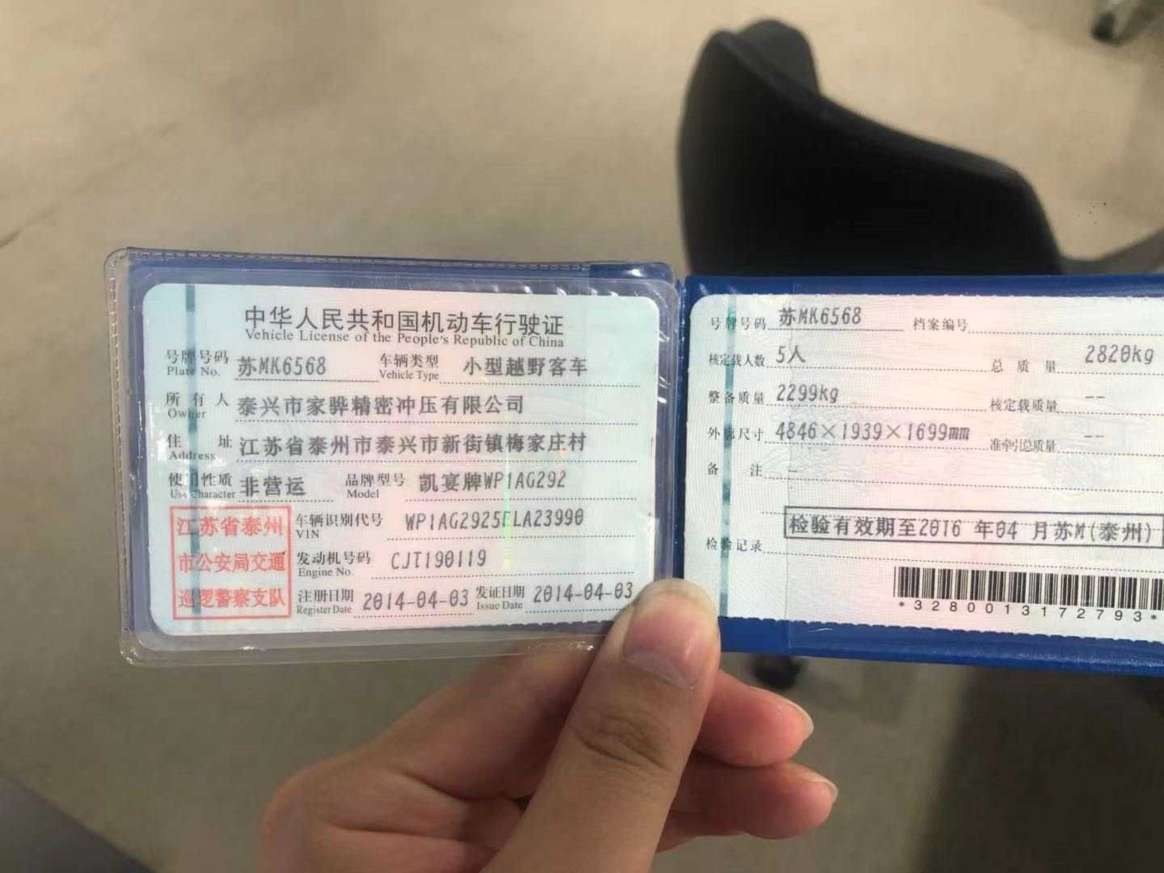 中华人民共和国机动车行驶证
Vehicle License of the People's Republic of China
号牌号码 苏MK6568 车辆类型 小型越野客车
Plate No. Vehicle Type
所有人 泰兴市家骅精密冲压有限公司
Owner
住址 江苏省泰州市泰兴市新街镇梅家庄村
Address
使用性质 非营运 品牌型号 凯宴牌WP1AG292
Use Character Model
江苏省泰州
市公安局交通
巡逻警察支队
车辆识别代号 WP1AG2925ELA23990
VIN
发动机号码 CJT190119
Engine No.
注册日期 2014-04-03 发证日期 2014-04-03
Register Date Issue Date
号牌号码 苏MK6568 档案编号
核定载人数 5人 总质量 2820kg
整备质量 2299kg 核定载质量 --
外廓尺寸 4846×1939×1699mm 准牵引总质量 --
备注 --
检验有效期至2016 年04 月苏M(泰州)
检验记录
*3280013172793*